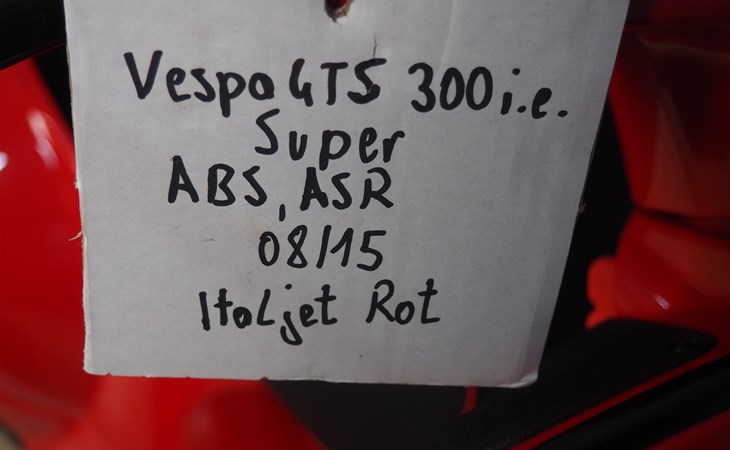 Vespa GTS 300 i.e.
Super
ABS, ASR
08/15
Italjet Rot